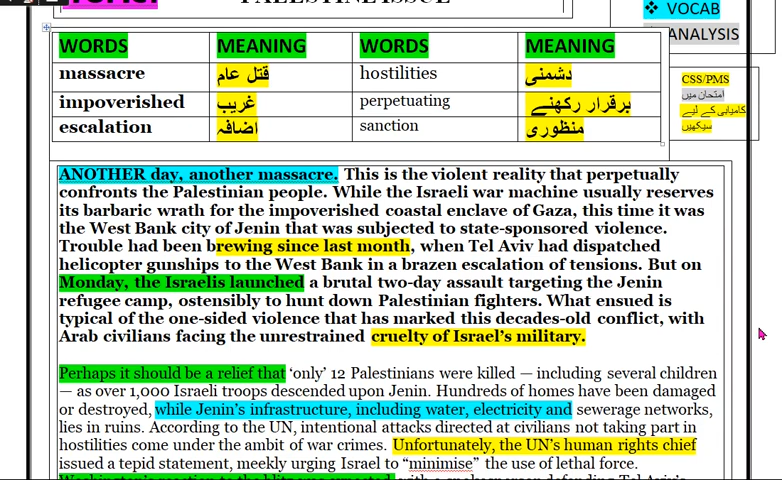 PALESTINE ISSUE
VOCAB
ANALYSIS
WORDS MEANING WORDS MEANING
massacre قتل عام hostilities دشمنی
impoverished غریب perpetuating برقرار رکھنے
escalation اضافہ sanction منظوری
CSS/PMS
امتحان میں
کامیابی کے لیے
سیکھیں
ANOTHER day, another massacre. This is the violent reality that perpetually
confronts the Palestinian people. While the Israeli war machine usually reserves
its barbaric wrath for the impoverished coastal enclave of Gaza, this time it was
the West Bank city of Jenin that was subjected to state-sponsored violence.
Trouble had been brewing since last month, when Tel Aviv had dispatched
helicopter gunships to the West Bank in a brazen escalation of tensions. But on
Monday, the Israelis launched a brutal two-day assault targeting the Jenin
refugee camp, ostensibly to hunt down Palestinian fighters. What ensued is
typical of the one-sided violence that has marked this decades-old conflict, with
Arab civilians facing the unrestrained cruelty of Israel's military.
Perhaps it should be a relief that 'only' 12 Palestinians were killed — including several children
— as over 1,000 Israeli troops descended upon Jenin. Hundreds of homes have been damaged
or destroyed, while Jenin's infrastructure, including water, electricity and sewerage networks,
lies in ruins. According to the UN, intentional attacks directed at civilians not taking part in
hostilities come under the ambit of war crimes. Unfortunately, the UN's human rights chief
issued a tepid statement, meekly urging Israel to "minimise" the use of lethal force.